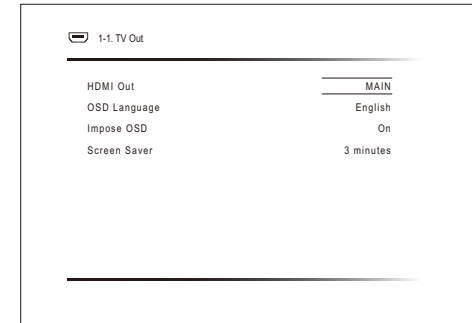 1-1. TV Out
HDMI Out MAIN
OSD Language English
Impose OSD On
Screen Saver 3 minutes